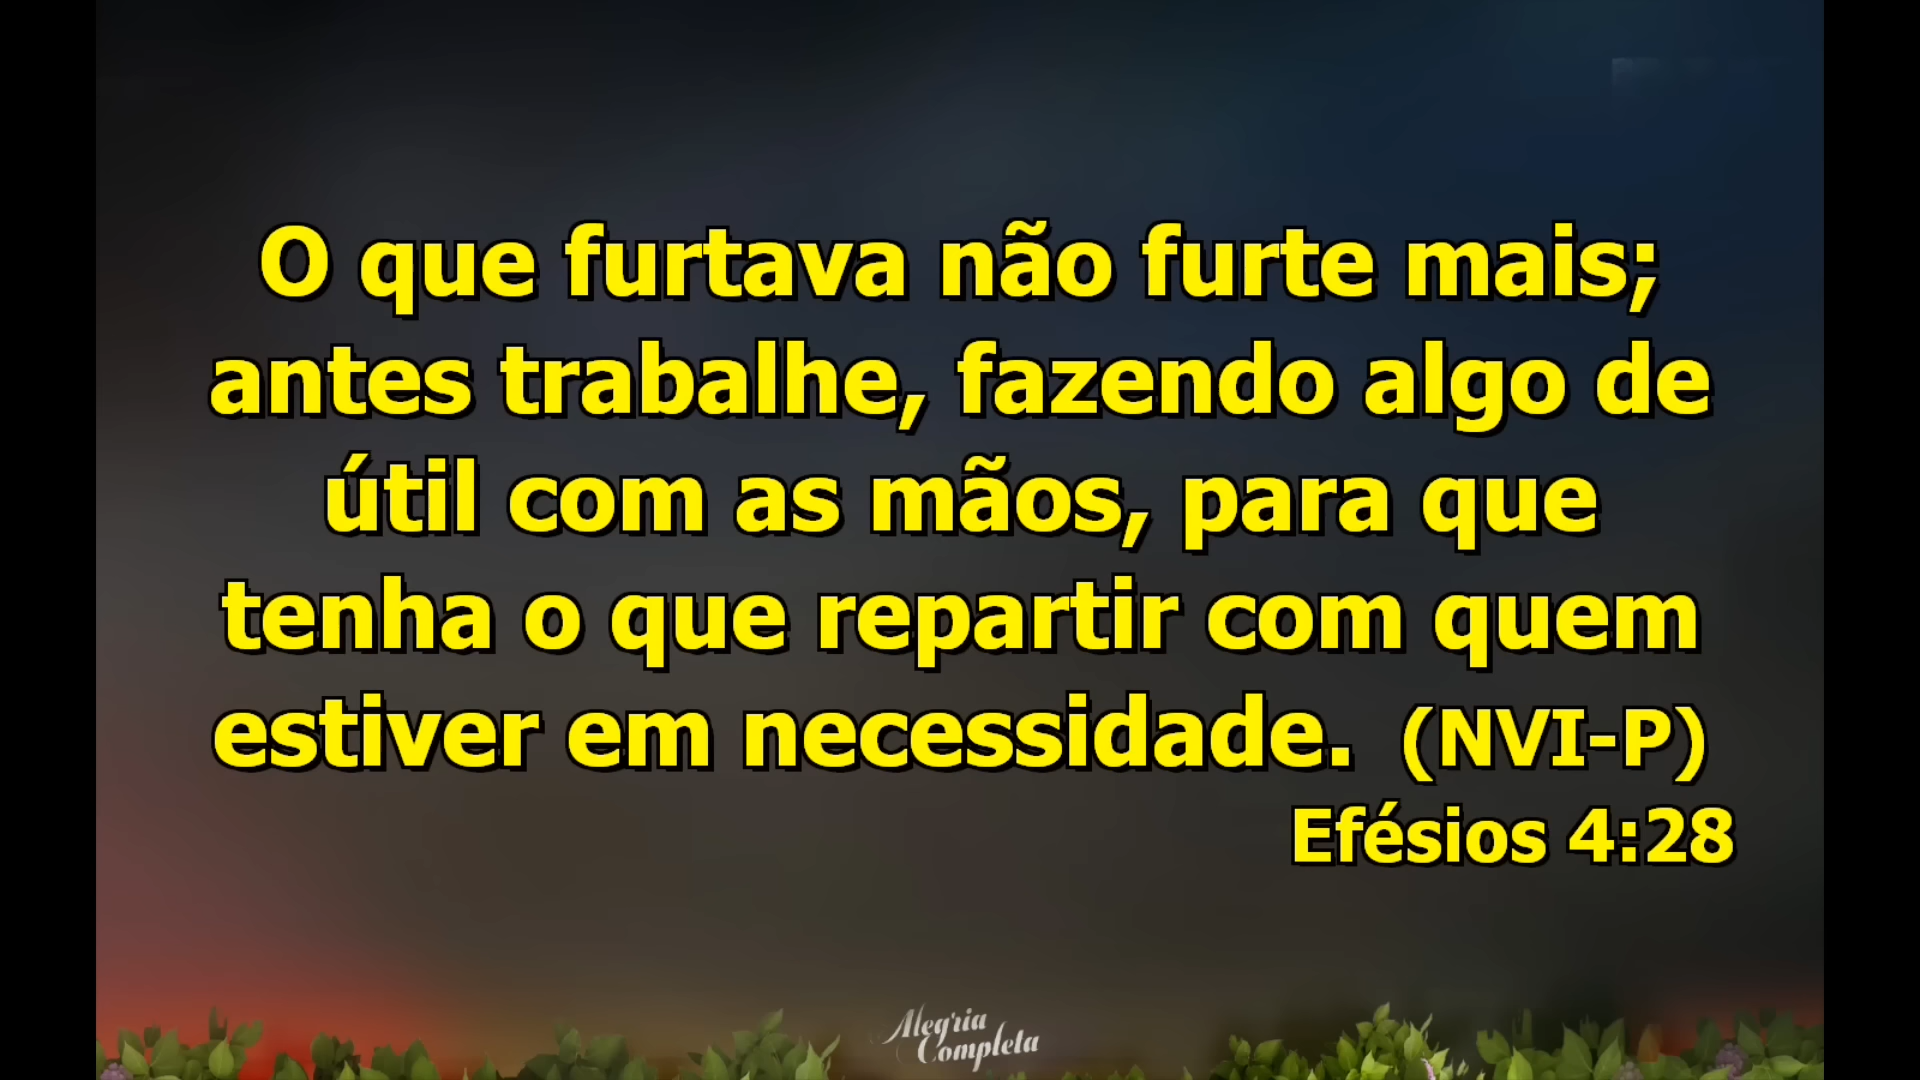 O que furtava não furte mais;
antes trabalhe, fazendo algo de
útil com as mãos, para que
tenha o que repartir com quem
estiver em necessidade. (NVI-P)
Efésios 4:28
Alegria
Completa